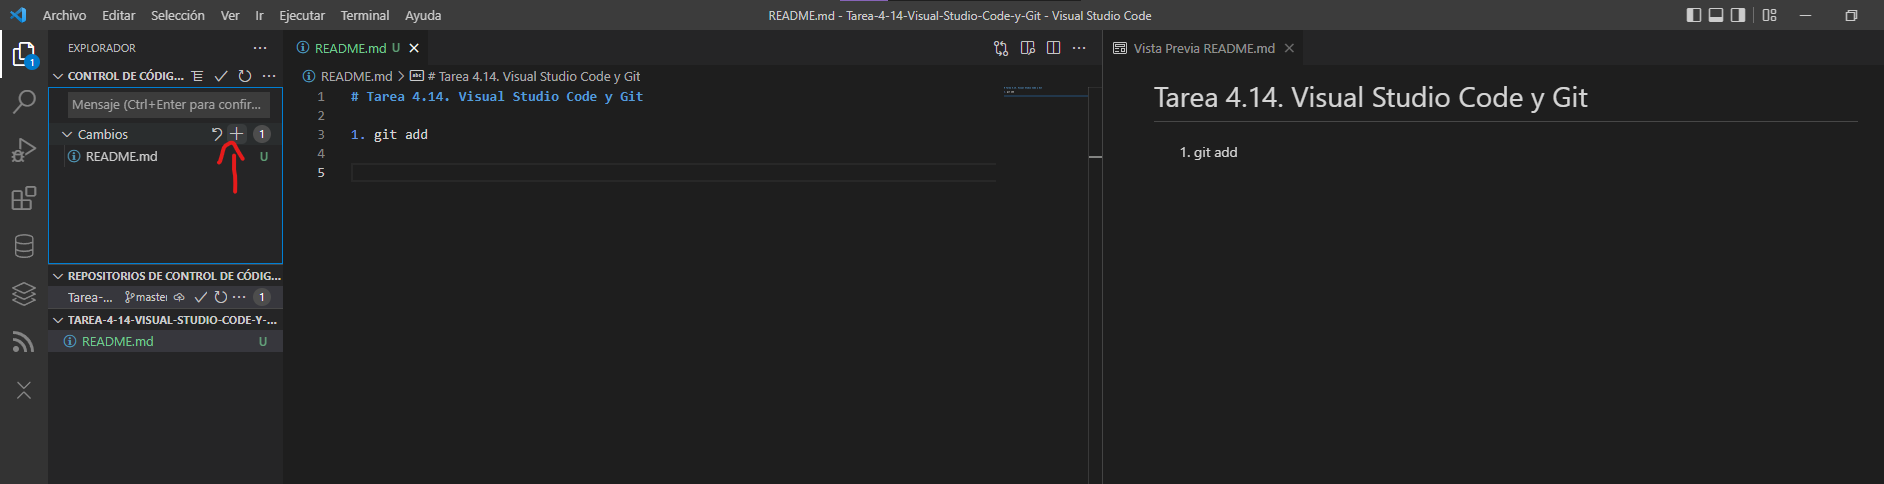 Archivo Editar Selección Ver Ir Ejecutar Terminal Ayuda
README.md - Tarea-4-14-Visual-Studio-Code-y-Git - Visual Studio Code
EXPLORADOR
1
CONTROL DE CÓDIG...
Mensaje (Ctrl+Enter para confir...
Cambios 1
README.md U
REPOSITORIOS DE CONTROL DE CÓDIG...
Tarea-... master 1
TAREA-4-14-VISUAL-STUDIO-CODE-Y-...
README.md U
README.md U
README.md > # Tarea 4.14. Visual Studio Code y Git
1 # Tarea 4.14. Visual Studio Code y Git
2
3 1. git add
4
5
Vista Previa README.md
Tarea 4.14. Visual Studio Code y Git
1. git add